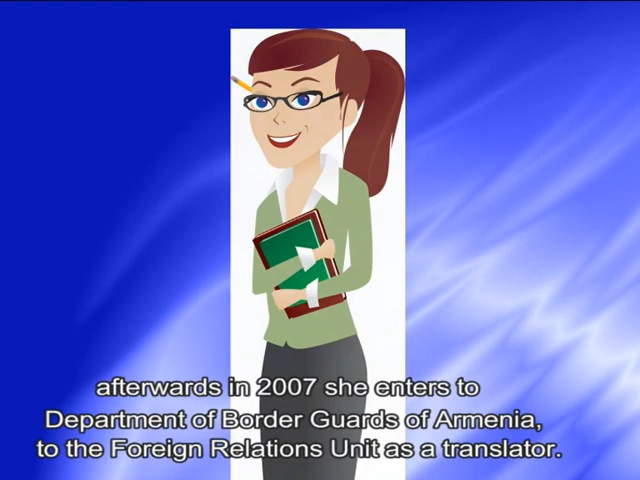 afterwards in 2007 she enters to
Department of Border Guards of Armenia,
to the Foreign Relations Unit as a translator.